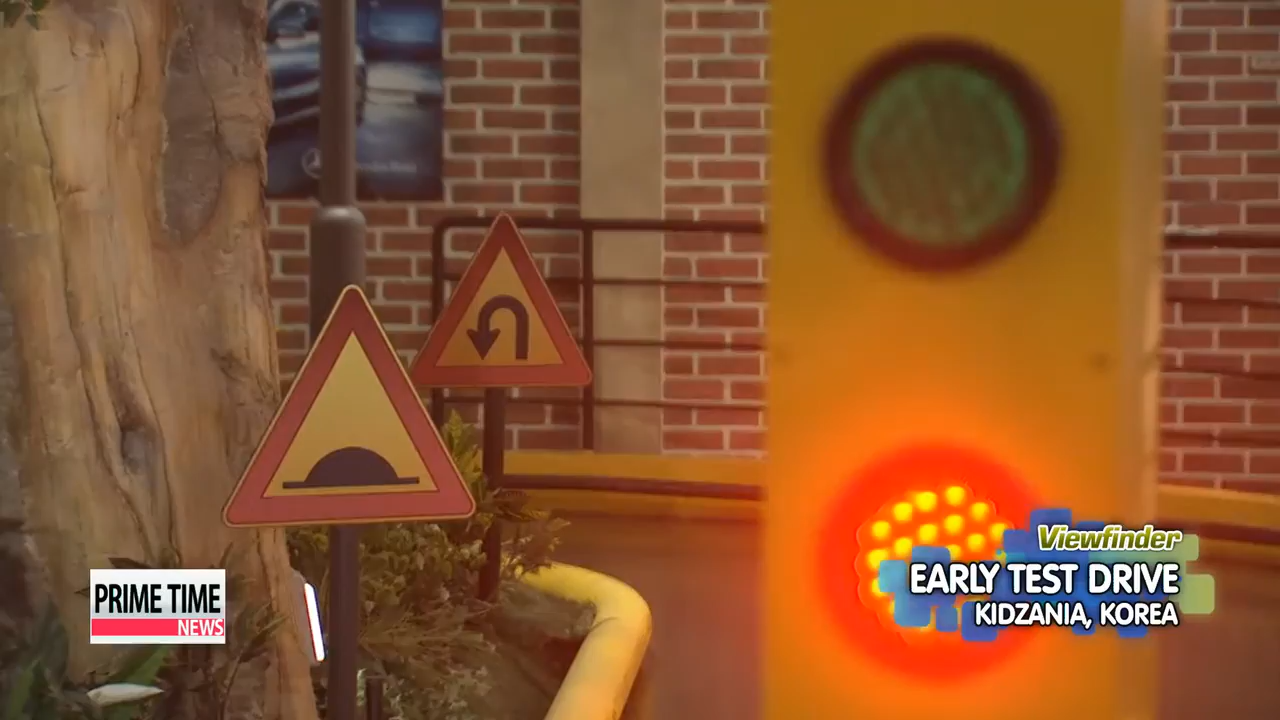 PRIME TIME
NEWS
Viewfinder
EARLY TEST DRIVE
KIDZANIA, KOREA